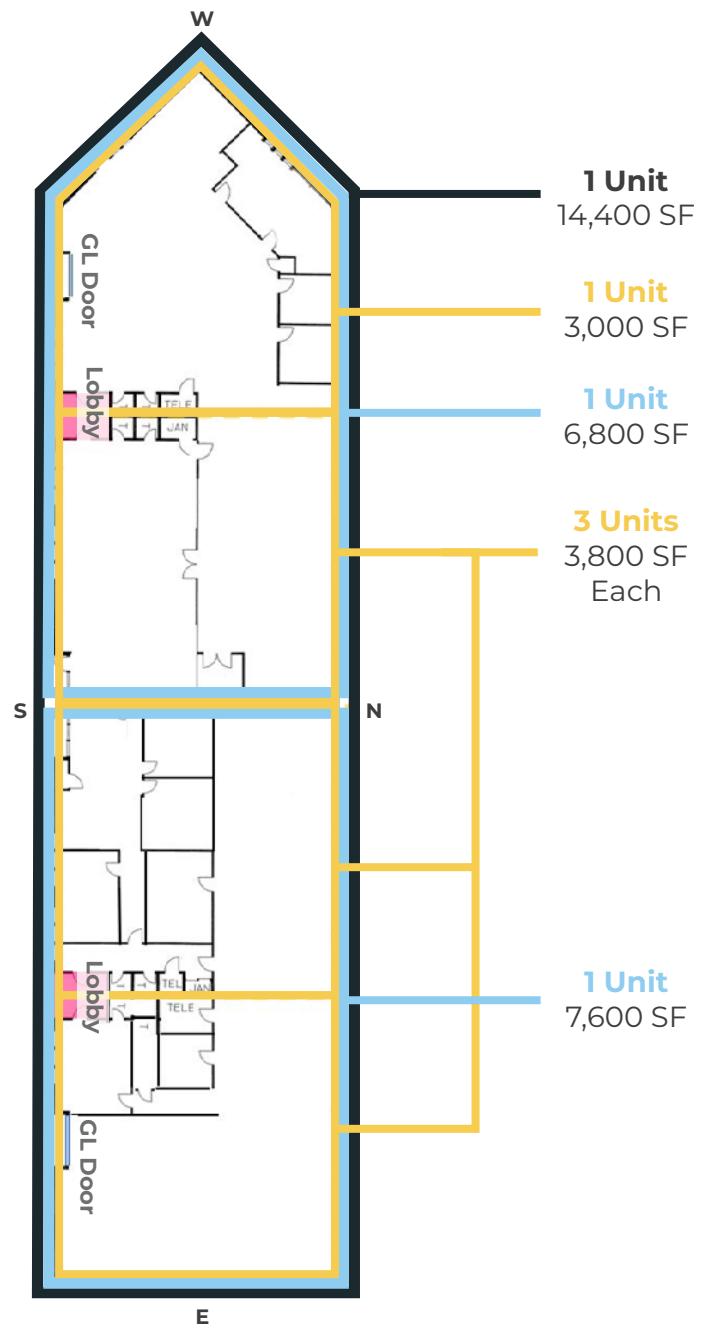 W
1 Unit
14,400 SF
GL Door
1 Unit
3,000 SF
Lobby
TELE
T
T
T
T
JAN
1 Unit
6,800 SF
3 Units
3,800 SF
Each
S
N
Lobby
T
T
T
TEL
JAN
TELE
T
1 Unit
7,600 SF
GL Door
E